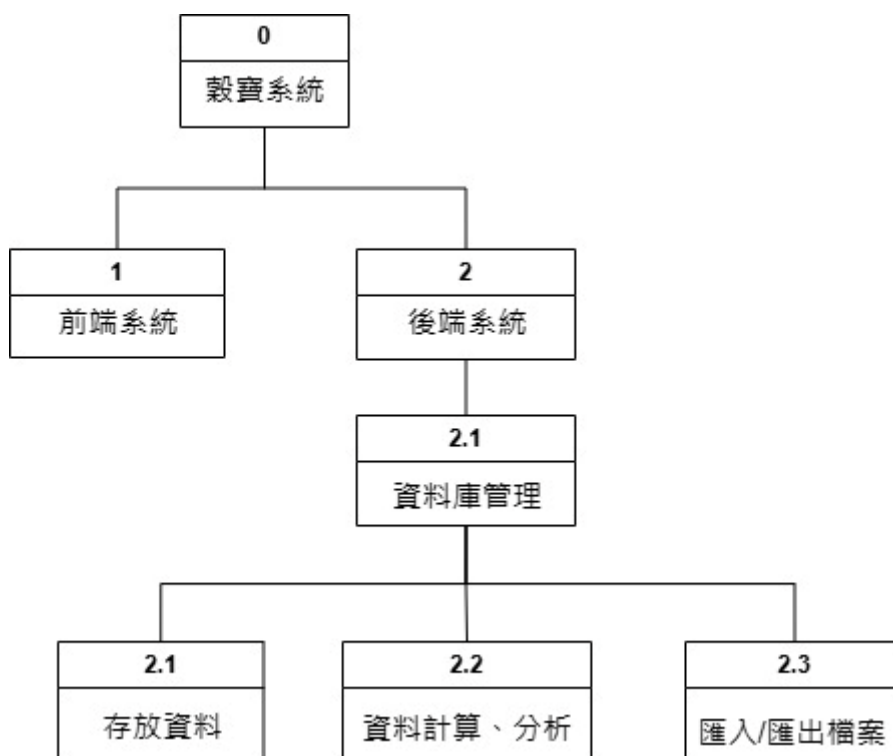 0
穀寶系統
1
2
前端系統
後端系統
2.1
資料庫管理
2.1
2.2
2.3
存放資料
資料計算、分析
匯入/匯出檔案